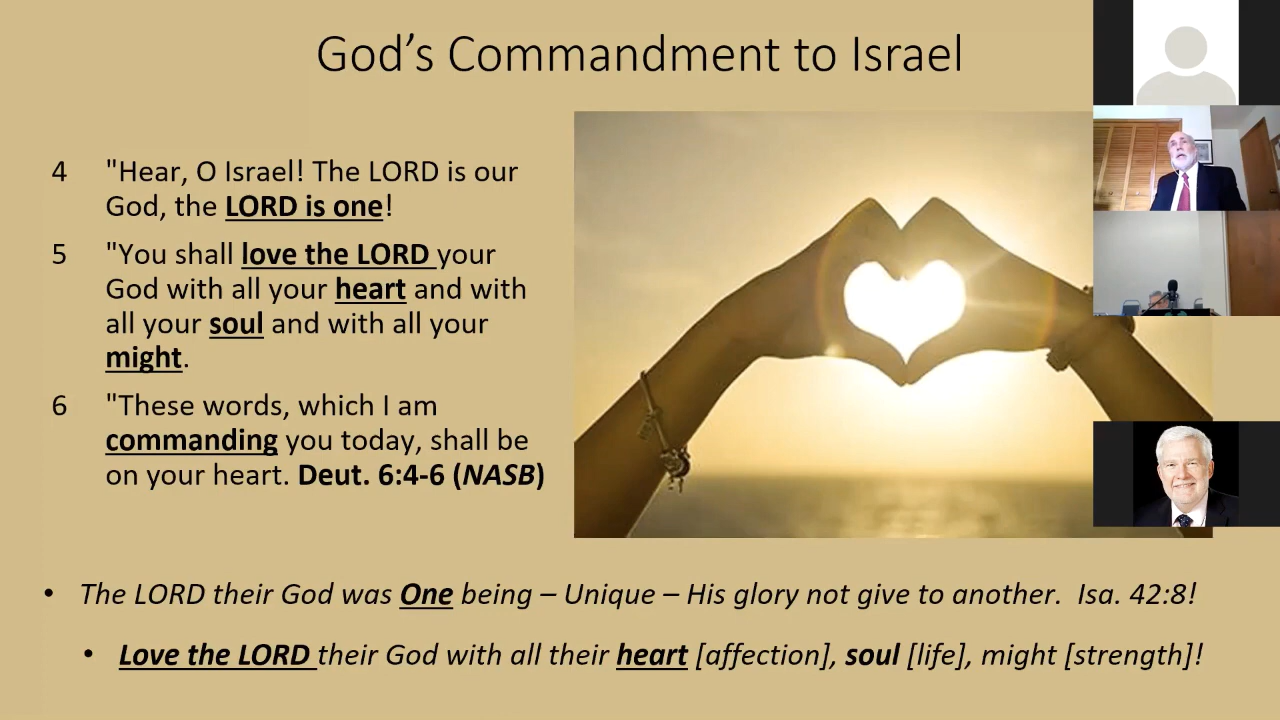 God’s Commandment to Israel
4 "Hear, O Israel! The LORD is our
God, the LORD is one!
5 "You shall love the LORD your
God with all your heart and with
all your soul and with all your
might.
6 "These words, which I am
commanding you today, shall be
on your heart. Deut. 6:4-6 (NASB)
• The LORD their God was One being – Unique – His glory not give to another. Isa. 42:8!
• Love the LORD their God with all their heart [affection], soul [life], might [strength]!